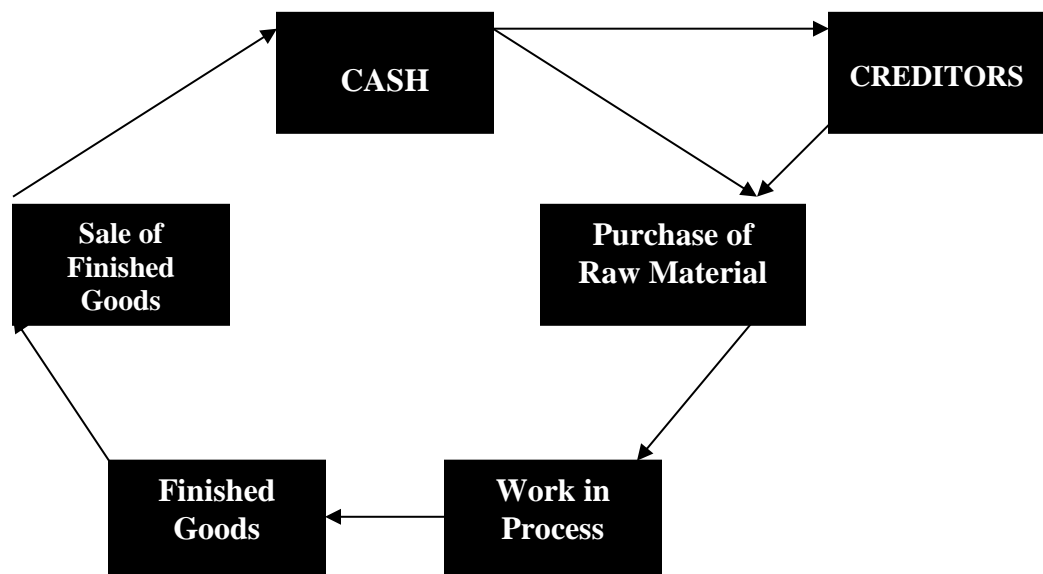 CASH
CREDITORS
Sale of
Finished
Goods
Purchase of
Raw Material
Finished
Goods
Work in
Process